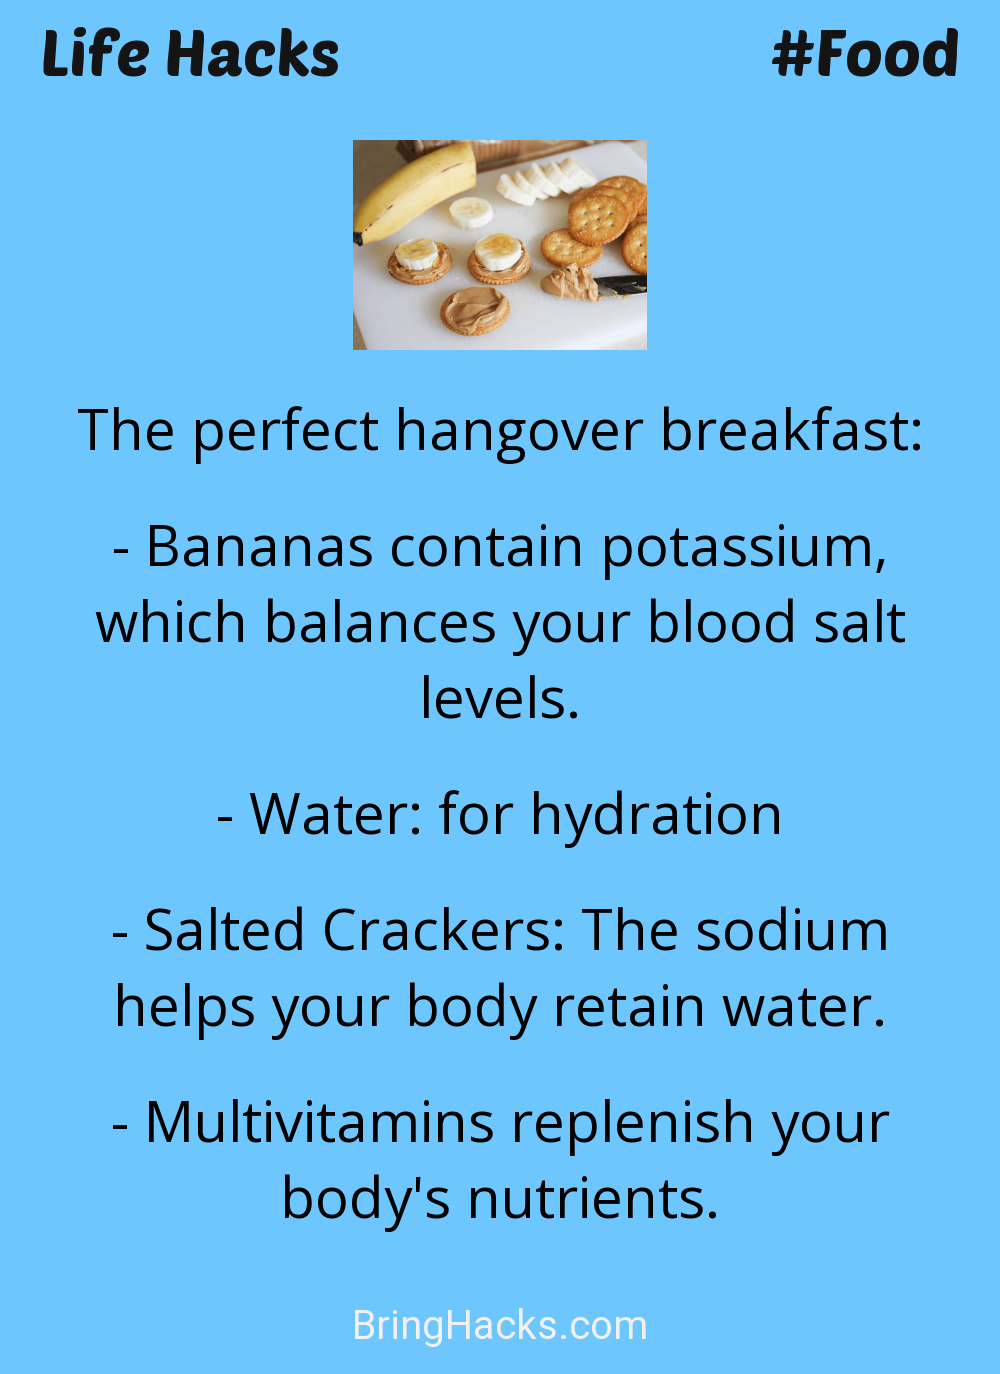 Life Hacks #Food
The perfect hangover breakfast:
- Bananas contain potassium,
which balances your blood salt
levels.
- Water: for hydration
- Salted Crackers: The sodium
helps your body retain water.
- Multivitamins replenish your
body's nutrients.
BringHacks.com